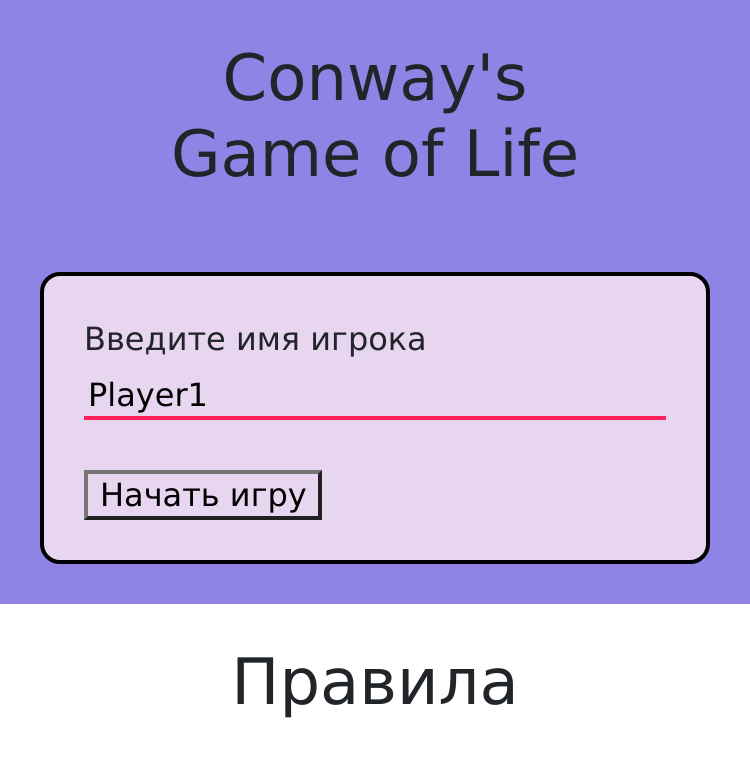 Conway's
Game of Life
Введите имя игрока
Player1
Начать игру
Правила